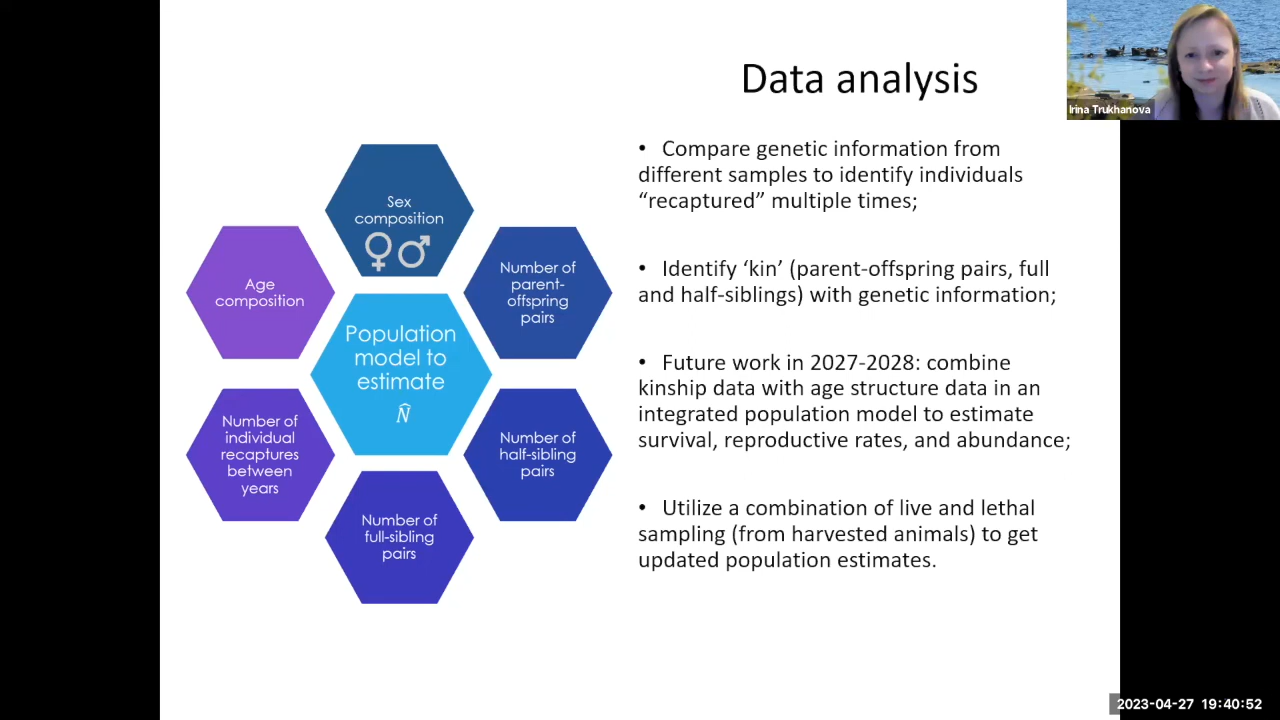 Data analysis
Irina Trukhanova
• Compare genetic information from
different samples to identify individuals
“recaptured” multiple times;
• Identify ‘kin’ (parent-offspring pairs, full
and half-siblings) with genetic information;
• Future work in 2027-2028: combine
kinship data with age structure data in an
integrated population model to estimate
survival, reproductive rates, and abundance;
• Utilize a combination of live and lethal
sampling (from harvested animals) to get
updated population estimates.
Sex
composition
♀♂
Number of
parent-
offspring
pairs
Number of
half-sibling
pairs
Number of
full-sibling
pairs
Number of
individual
recaptures
between
years
Age
composition
Population
model to
estimate
N̂
2023-04-27 19:40:52